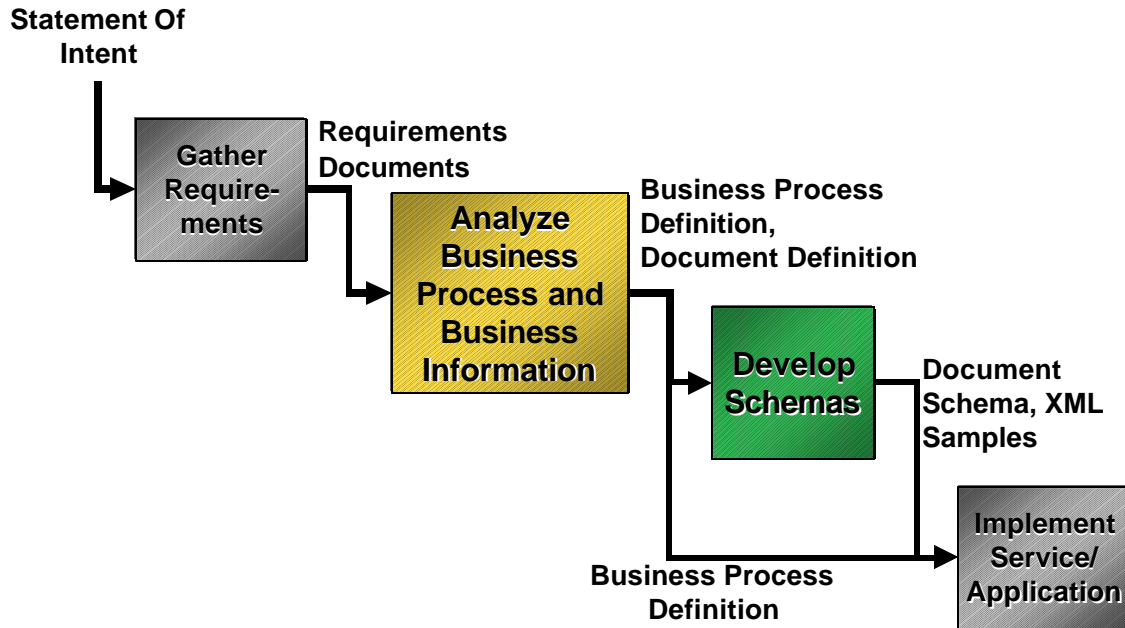 Statement Of
Intent
Gather
Require-
ments
Requirements
Documents
Analyze
Business
Process and
Business
Information
Business Process
Definition,
Document Definition
Develop
Schemas
Document
Schema, XML
Samples
Implement
Service/
Application
Business Process
Definition